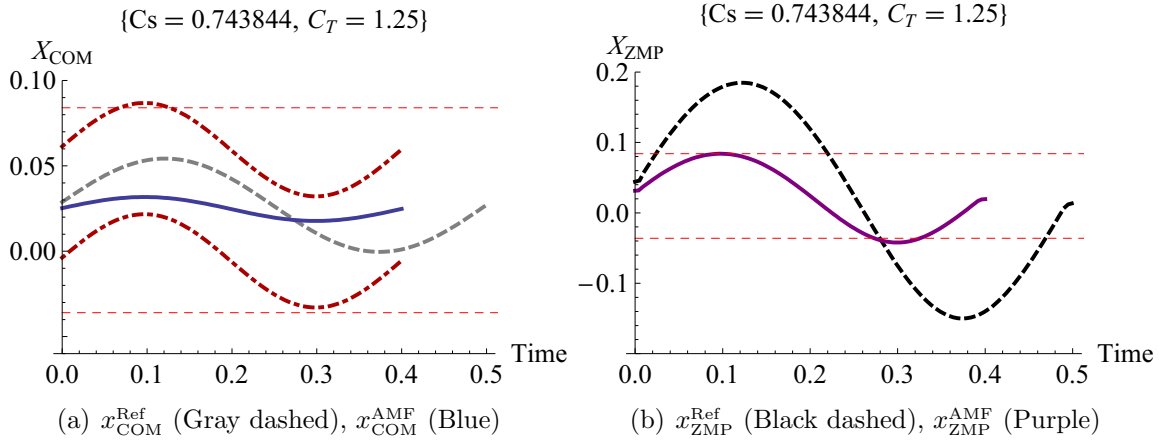 {Cs = 0.743844, C_T = 1.25}
X_COM
0.10
0.05
0.00
0.0 0.1 0.2 0.3 0.4 0.5
Time
(a) x_COM^Ref (Gray dashed), x_COM^AMF (Blue)
{Cs = 0.743844, C_T = 1.25}
X_ZMP
0.2
0.1
0.0
−0.1
0.0 0.1 0.2 0.3 0.4 0.5
Time
(b) x_ZMP^Ref (Black dashed), x_ZMP^AMF (Purple)